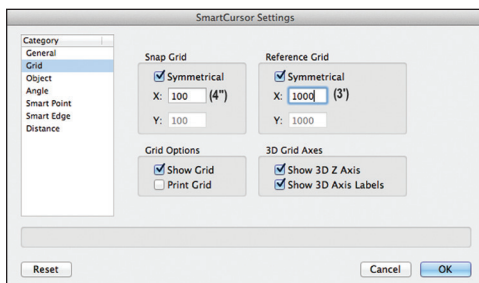 SmartCursor Settings
Category
General
Grid
Object
Angle
Smart Point
Smart Edge
Distance
Snap Grid
Symmetrical
X: 100 (4")
Y: 100
Reference Grid
Symmetrical
X: 1000 (3')
Y: 1000
Grid Options
Show Grid
Print Grid
3D Grid Axes
Show 3D Z Axis
Show 3D Axis Labels
Reset
Cancel
OK